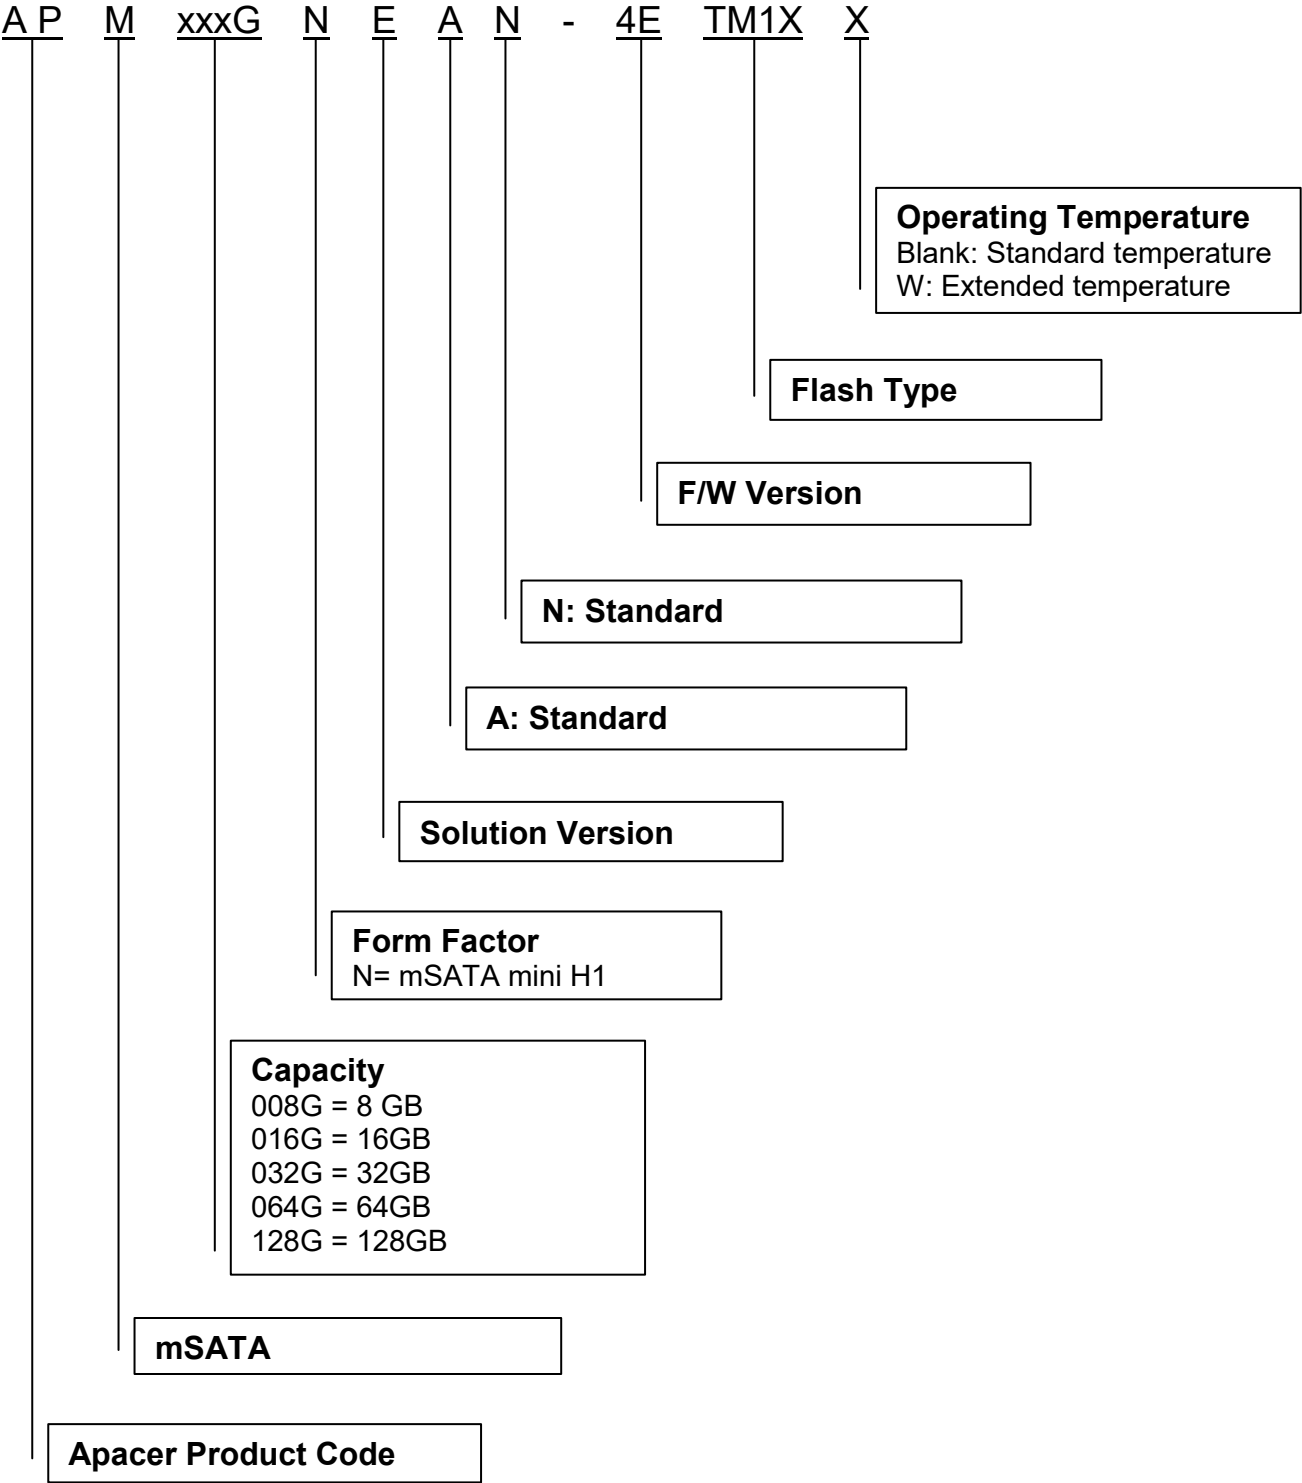 A P M xxxG N E A N - 4E TM1X X
Operating Temperature
Blank: Standard temperature
W: Extended temperature
Flash Type
F/W Version
N: Standard
A: Standard
Solution Version
Form Factor
N= mSATA mini H1
Capacity
008G = 8 GB
016G = 16GB
032G = 32GB
064G = 64GB
128G = 128GB
mSATA
Apacer Product Code